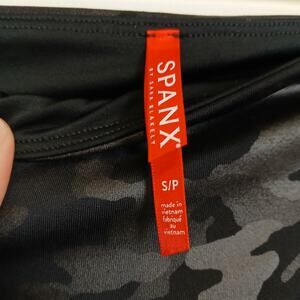 SPANX®
BY SARA BLAKELY
S/P
made in
vietnam
fabriqué
au
vietnam